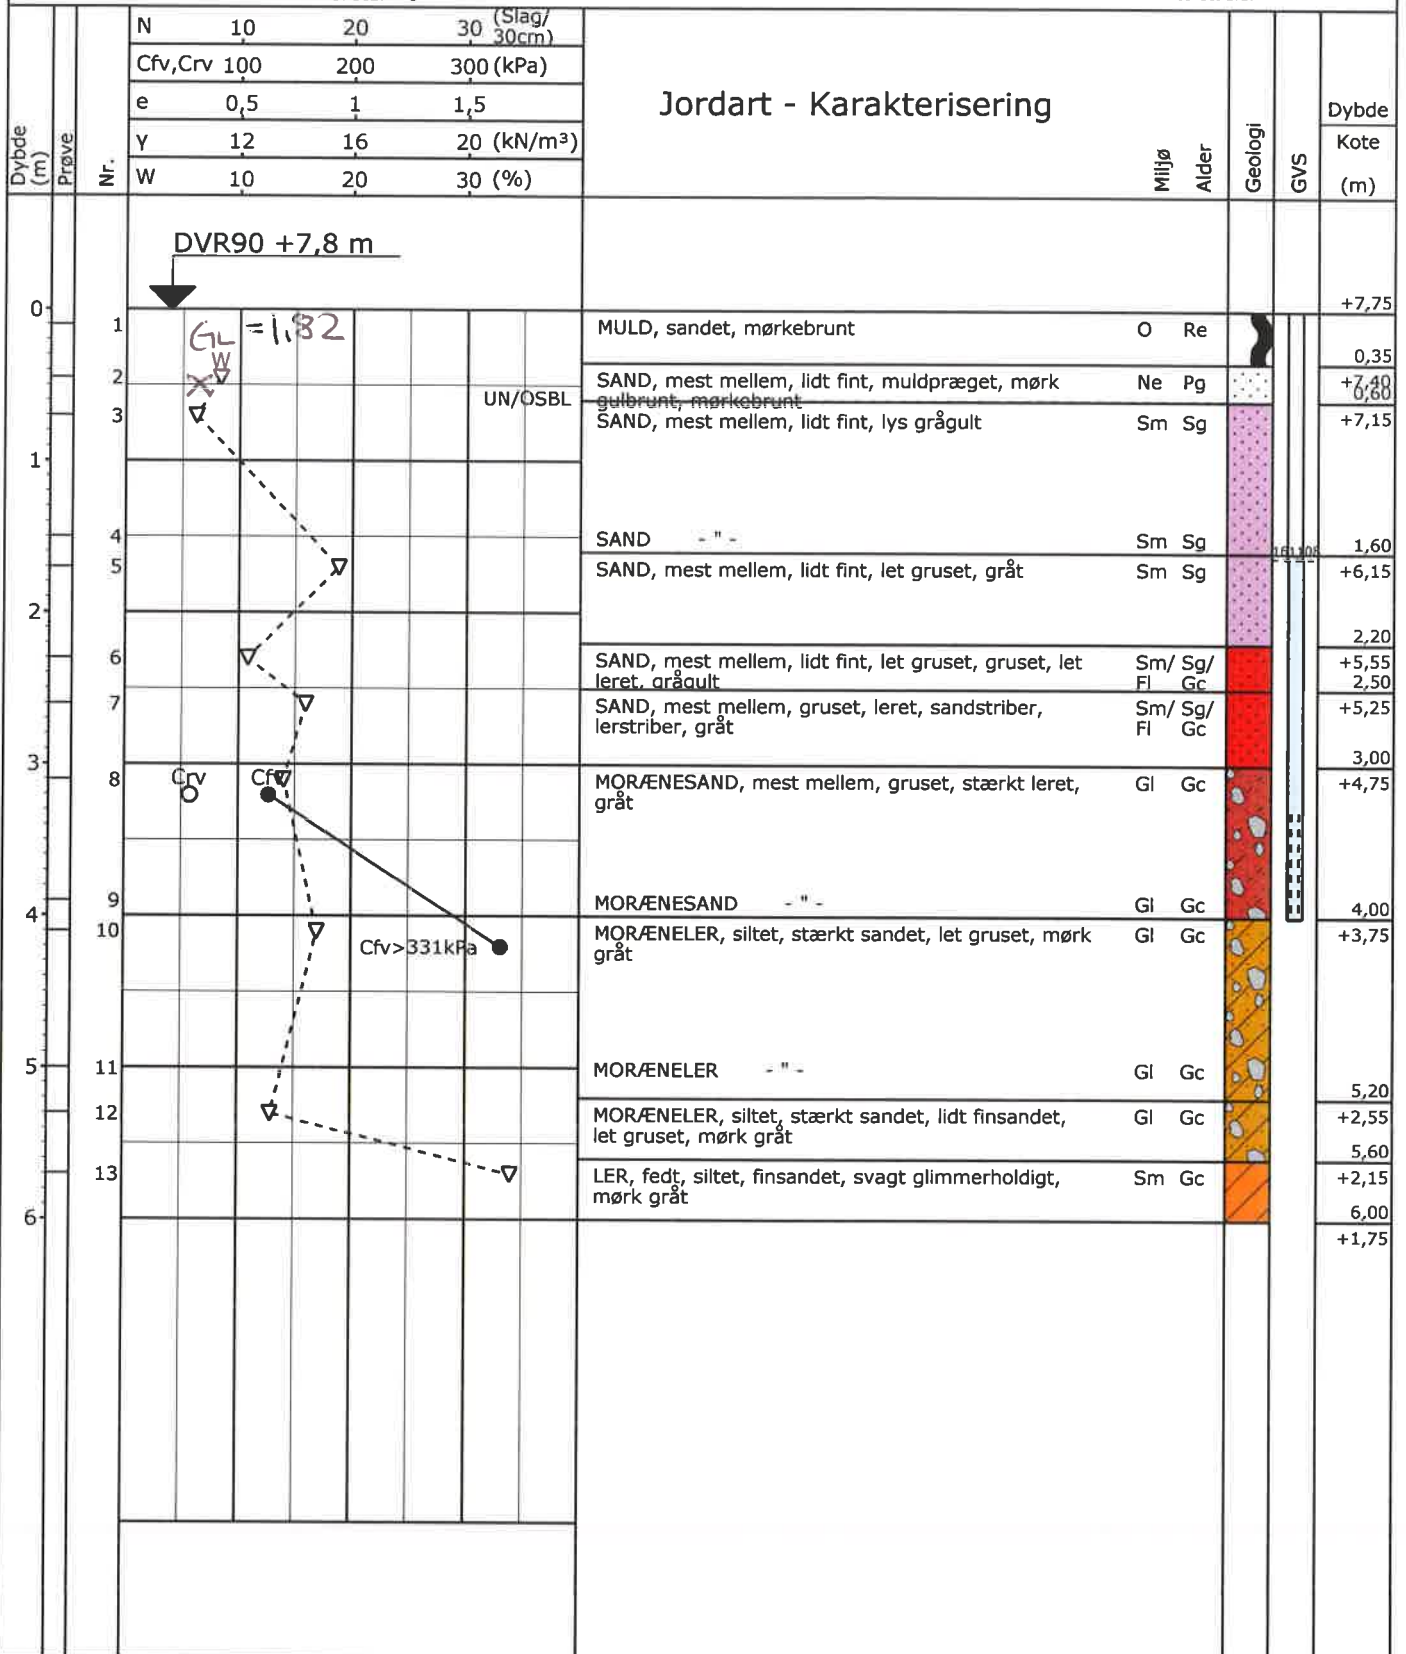 N 10 20 30 (Slag/
30cm)
Cfv,Crv 100 200 300 (kPa)
e 0,5 1 1,5
γ 12 16 20 (kN/m³)
W 10 20 30 (%)
Dybde
(m)
Prøve
Nr.
Jordart - Karakterisering
Miljø
Alder
Geologi
GVS
Dybde
Kote
(m)
DVR90 +7,8 m
0
+7,75
1 MULD, sandet, mørkebrunt O Re
GL =1,82
W
X
0,35
2 SAND, mest mellem, lidt fint, muldpræget, mørk Ne Pg +7,40
gulbrunt, mørkebrunt 0,60
UN/OSBL
3 SAND, mest mellem, lidt fint, lys grågult Sm Sg +7,15
1
4 SAND - " - Sm Sg 1,60
5 SAND, mest mellem, lidt fint, let gruset, gråt Sm Sg +6,15
2
2,20
6 SAND, mest mellem, lidt fint, let gruset, gruset, let Sm/ Sg/ +5,55
leret, grågult Fl Gc 2,50
7 SAND, mest mellem, gruset, leret, sandstriber, Sm/ Sg/ +5,25
lerstriber, gråt Fl Gc
3
3,00
8 Crv Cfv MORÆNESAND, mest mellem, gruset, stærkt leret, Gl Gc +4,75
gråt
9 MORÆNESAND - " - Gl Gc 4,00
4
10 MORÆNELER, siltet, stærkt sandet, let gruset, mørk Gl Gc +3,75
gråt
Cfv>331kPa
5 11 MORÆNELER - " - Gl Gc
5,20
12 MORÆNELER, siltet, stærkt sandet, lidt finsandet, Gl Gc +2,55
let gruset, mørk gråt 5,60
13 LER, fedt, siltet, finsandet, svagt glimmerholdigt, Sm Gc +2,15
mørk gråt
6 6,00
+1,75